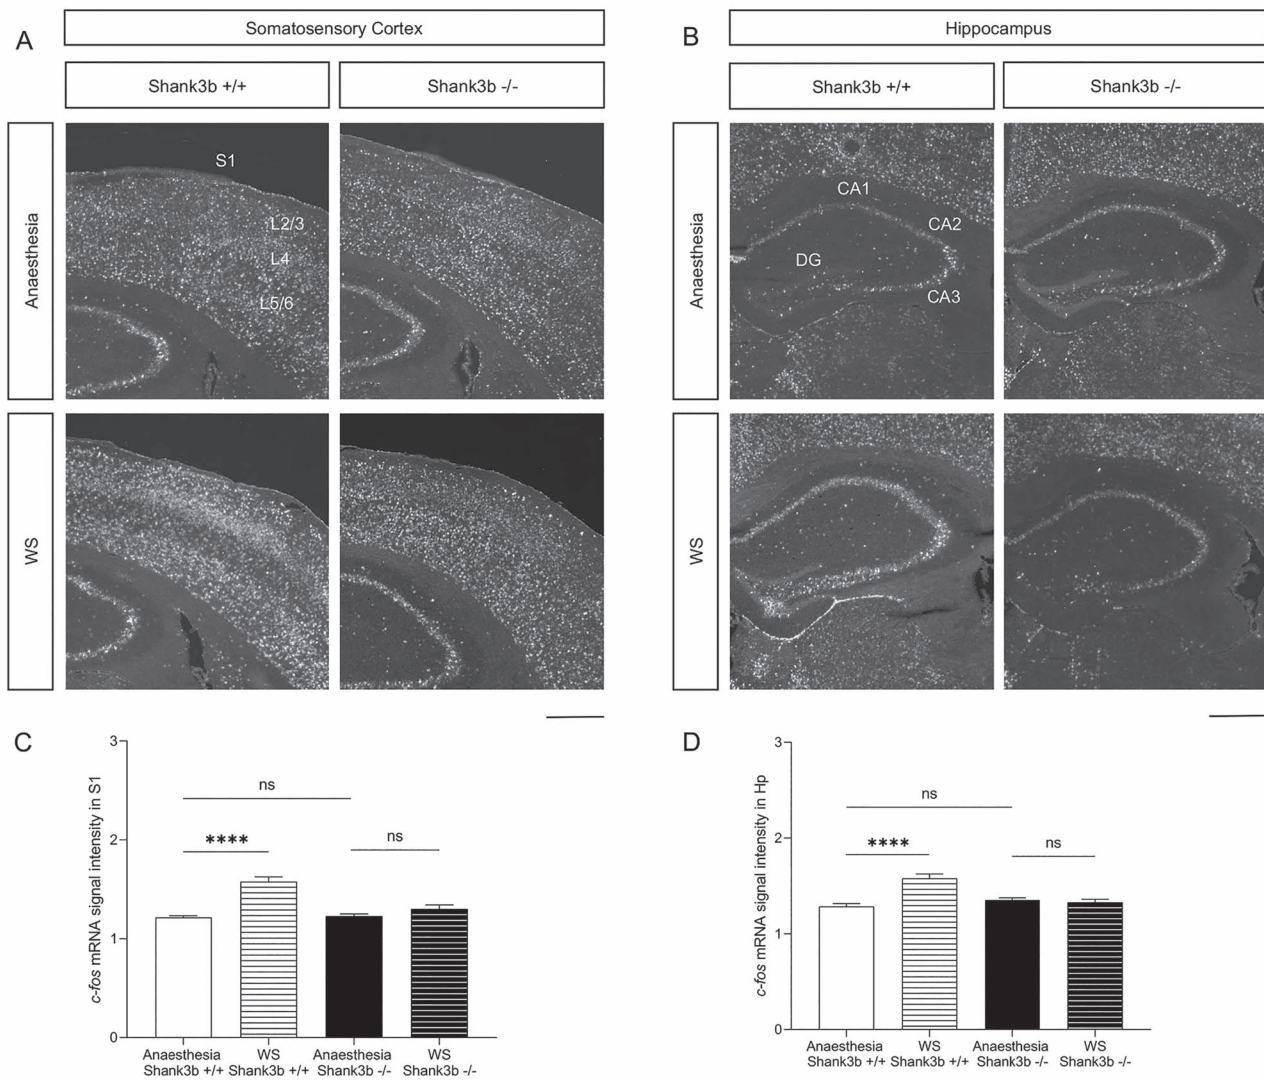 A
Somatosensory Cortex
Shank3b +/+
Shank3b -/-
Anaesthesia
S1
L2/3
L4
L5/6
WS
B
Hippocampus
Shank3b +/+
Shank3b -/-
Anaesthesia
CA1
CA2
DG
CA3
WS
C
c-fos mRNA signal intensity in S1
3
2
1
0
ns
****
ns
Anaesthesia
Shank3b +/+
WS
Shank3b +/+
Anaesthesia
Shank3b -/-
WS
Shank3b -/-
D
c-fos mRNA signal intensity in Hp
3
2
1
0
ns
****
ns
Anaesthesia
Shank3b +/+
WS
Shank3b +/+
Anaesthesia
Shank3b -/-
WS
Shank3b -/-